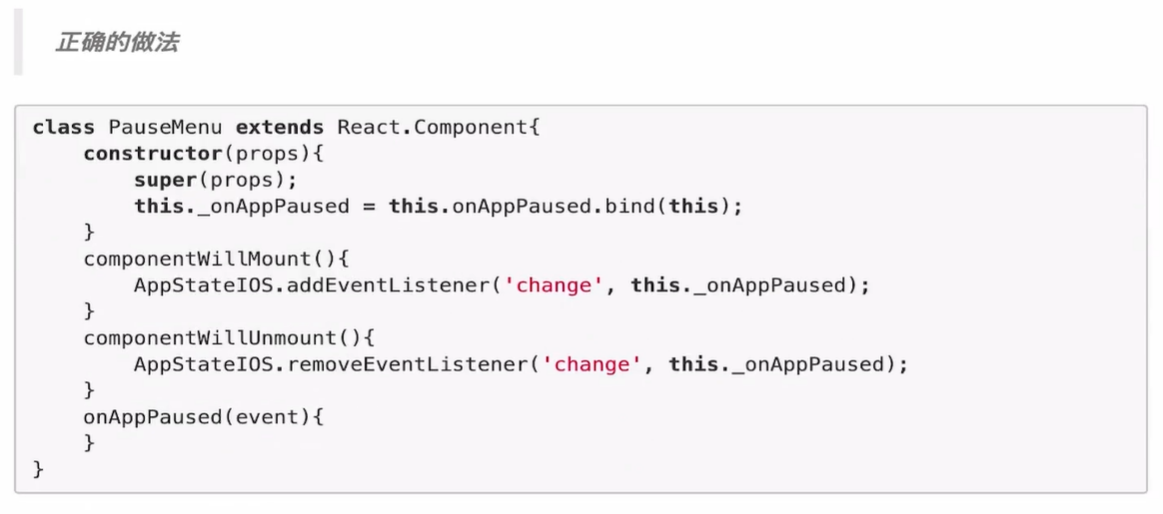 正确的做法
class PauseMenu extends React.Component{
    constructor(props){
        super(props);
        this._onAppPaused = this.onAppPaused.bind(this);
    }
    componentWillMount(){
        AppStateIOS.addEventListener('change', this._onAppPaused);
    }
    componentWillUnmount(){
        AppStateIOS.removeEventListener('change', this._onAppPaused);
    }
    onAppPaused(event){
    }
}